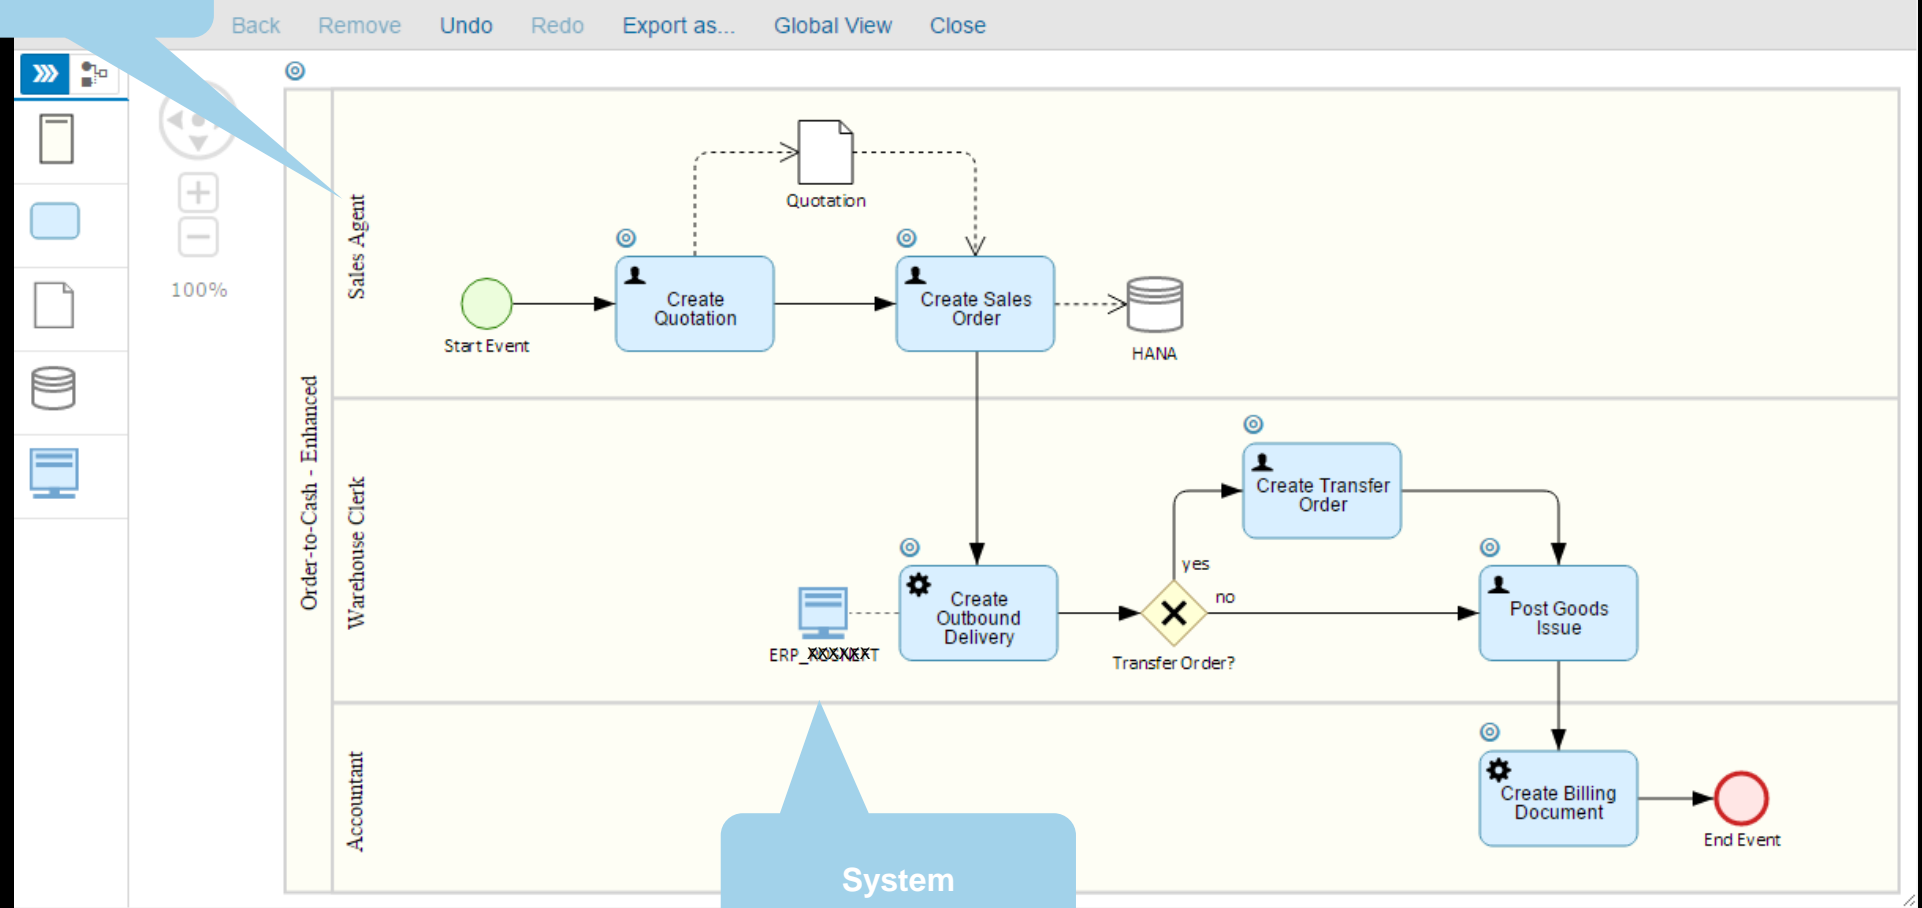 Back Remove Undo Redo Export as... Global View Close
100%
Order-to-Cash - Enhanced
Sales Agent
Quotation
Start Event
Create
Quotation
Create Sales
Order
HANA
Warehouse Clerk
Create Transfer
Order
yes
no
ERP_
Create
Outbound
Delivery
Transfer Order?
Post Goods
Issue
Accountant
Create Billing
Document
End Event
System